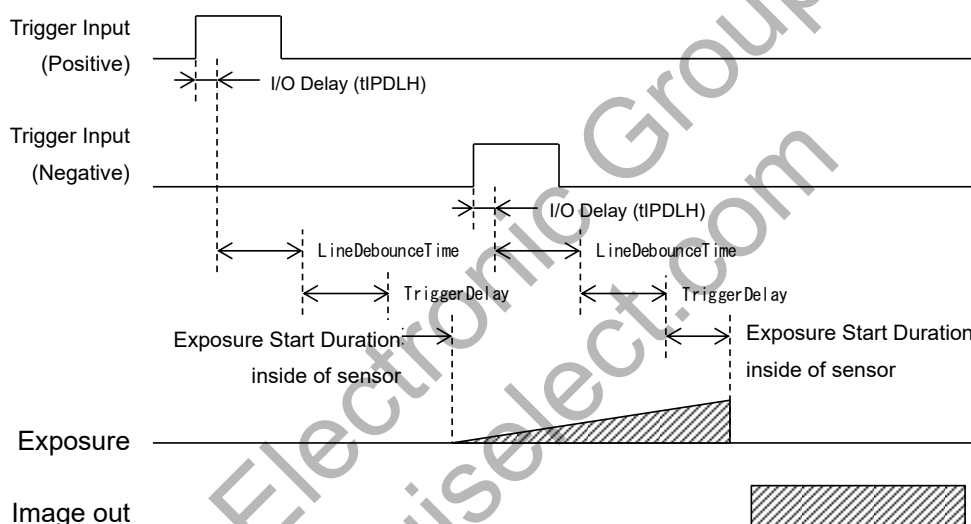 Trigger Input
(Positive)
I/O Delay (tIPDLH)
Trigger Input
(Negative)
I/O Delay (tIPDLH)
LineDebounceTime
LineDebounceTime
TriggerDelay
TriggerDelay
Exposure Start Duration
inside of sensor
Exposure Start Duration
inside of sensor
Exposure
Image out
Electronic Group
iselect.com